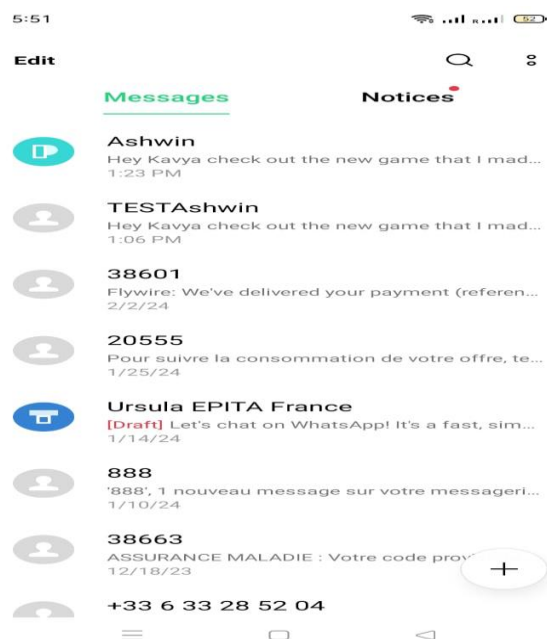 5:51
52
Edit
Messages Notices
Ashwin
Hey Kavya check out the new game that I mad...
1:23 PM
TESTAshwin
Hey Kavya check out the new game that I mad...
1:06 PM
38601
Flywire: We've delivered your payment (referen...
2/2/24
20555
Pour suivre la consommation de votre offre, te...
1/25/24
Ursula EPITA France
[Draft] Let's chat on WhatsApp! It's a fast, sim...
1/14/24
888
'888', 1 nouveau message sur votre messageri...
1/10/24
38663
ASSURANCE MALADIE : Votre code prov
12/18/23
+33 6 33 28 52 04